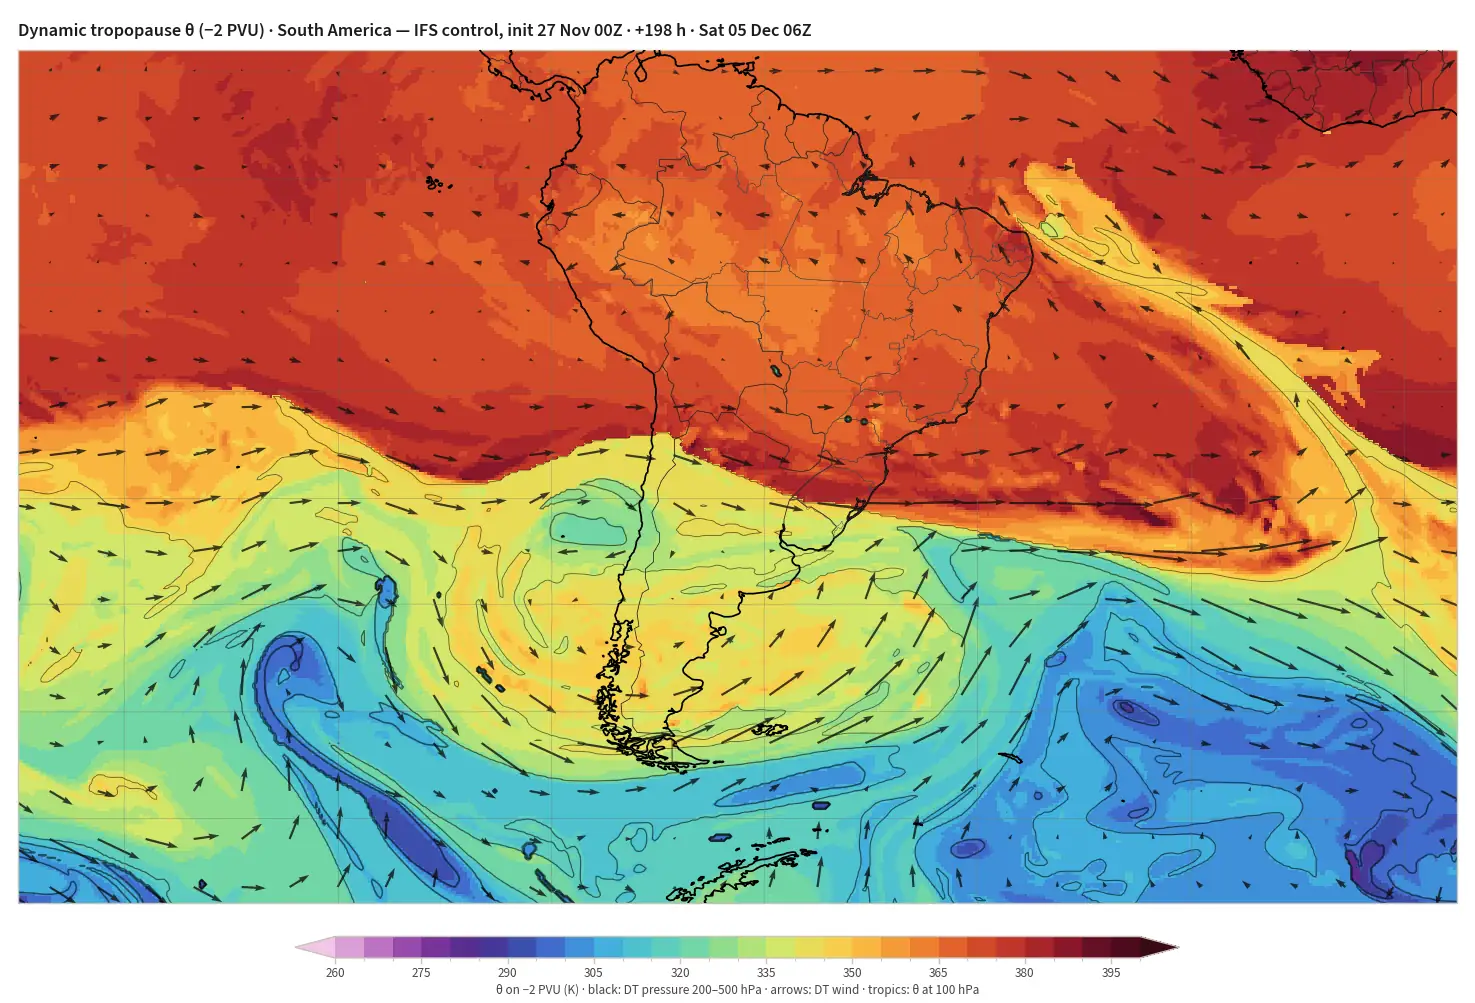 Dynamic tropopause θ (−2 PVU) · South America — IFS control, init 27 Nov 00Z · +198 h · Sat 05 Dec 06Z
260 275 290 305 320 335 350 365 380 395
θ on −2 PVU (K) · black: DT pressure 200–500 hPa · arrows: DT wind · tropics: θ at 100 hPa